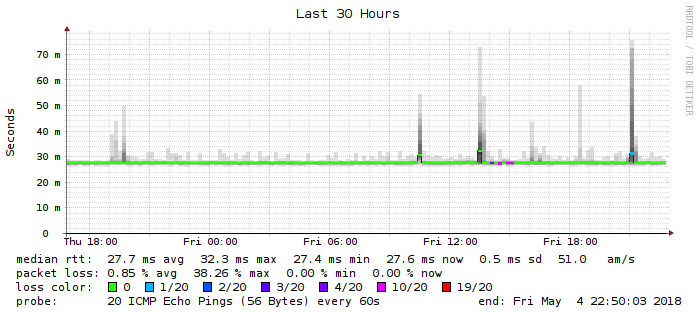 Last 30 Hours
RRDTOOL / TOBI OETIKER
Seconds
70 m
60 m
50 m
40 m
30 m
20 m
10 m
0
Thu 18:00 Fri 00:00 Fri 06:00 Fri 12:00 Fri 18:00
median rtt: 27.7 ms avg 32.3 ms max 27.4 ms min 27.6 ms now 0.5 ms sd 51.0 am/s
packet loss: 0.85 % avg 38.26 % max 0.00 % min 0.00 % now
loss color: 0 1/20 2/20 3/20 4/20 10/20 19/20
probe: 20 ICMP Echo Pings (56 Bytes) every 60s end: Fri May 4 22:50:03 2018